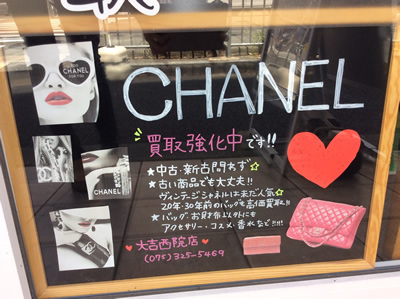 CHANEL
CHANEL
買取強化中です!!
★中古・新古問わず☆
★古い商品でも大丈夫!!
ヴィンテージシャネルは未だ人気☆
20年・30年前のバッグも高価買取!!
★バッグ・お財布以外にも
アクセサリー・コスメ・香水など!!!
CHANEL
♥大吉西院店♥
(075)325-5469